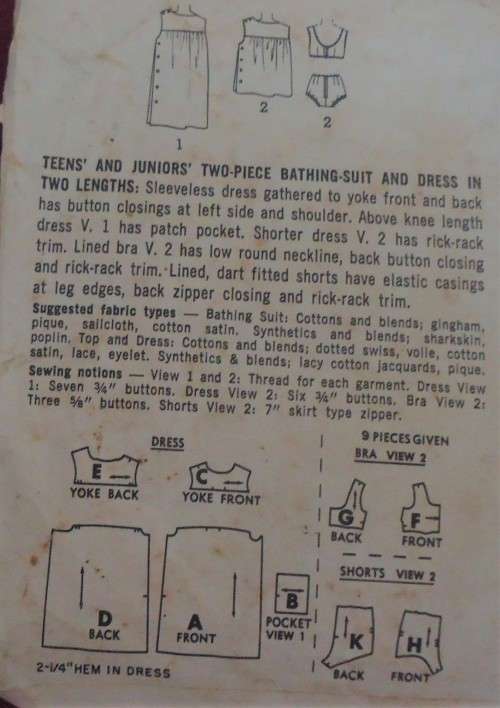 1
2
2
TEENS' AND JUNIORS' TWO-PIECE BATHING-SUIT AND DRESS IN
TWO LENGTHS: Sleeveless dress gathered to yoke front and back
has button closings at left side and shoulder. Above knee length
dress V. 1 has patch pocket. Shorter dress V. 2 has rick-rack
trim. Lined bra V. 2 has low round neckline, back button closing
and rick-rack trim. Lined, dart fitted shorts have elastic casings
at leg edges, back zipper closing and rick-rack trim.
Suggested fabric types — Bathing Suit: Cottons and blends; gingham,
pique, sailcloth, cotton satin. Synthetics and blends; sharkskin,
poplin. Top and Dress: Cottons and blends; dotted swiss, voile, cotton
satin, lace, eyelet. Synthetics & blends; lacy cotton jacquards, pique.
Sewing notions — View 1 and 2: Thread for each garment. Dress View
1: Seven ¾" buttons. Dress View 2: Six ¾" buttons. Bra View 2:
Three ⅝" buttons. Shorts View 2: 7" skirt type zipper.
DRESS
E
YOKE BACK
C
YOKE FRONT
D
BACK
A
FRONT
B
POCKET
VIEW 1
2-1/4" HEM IN DRESS
9 PIECES GIVEN
BRA VIEW 2
G
BACK
F
FRONT
SHORTS VIEW 2
K
BACK
H
FRONT